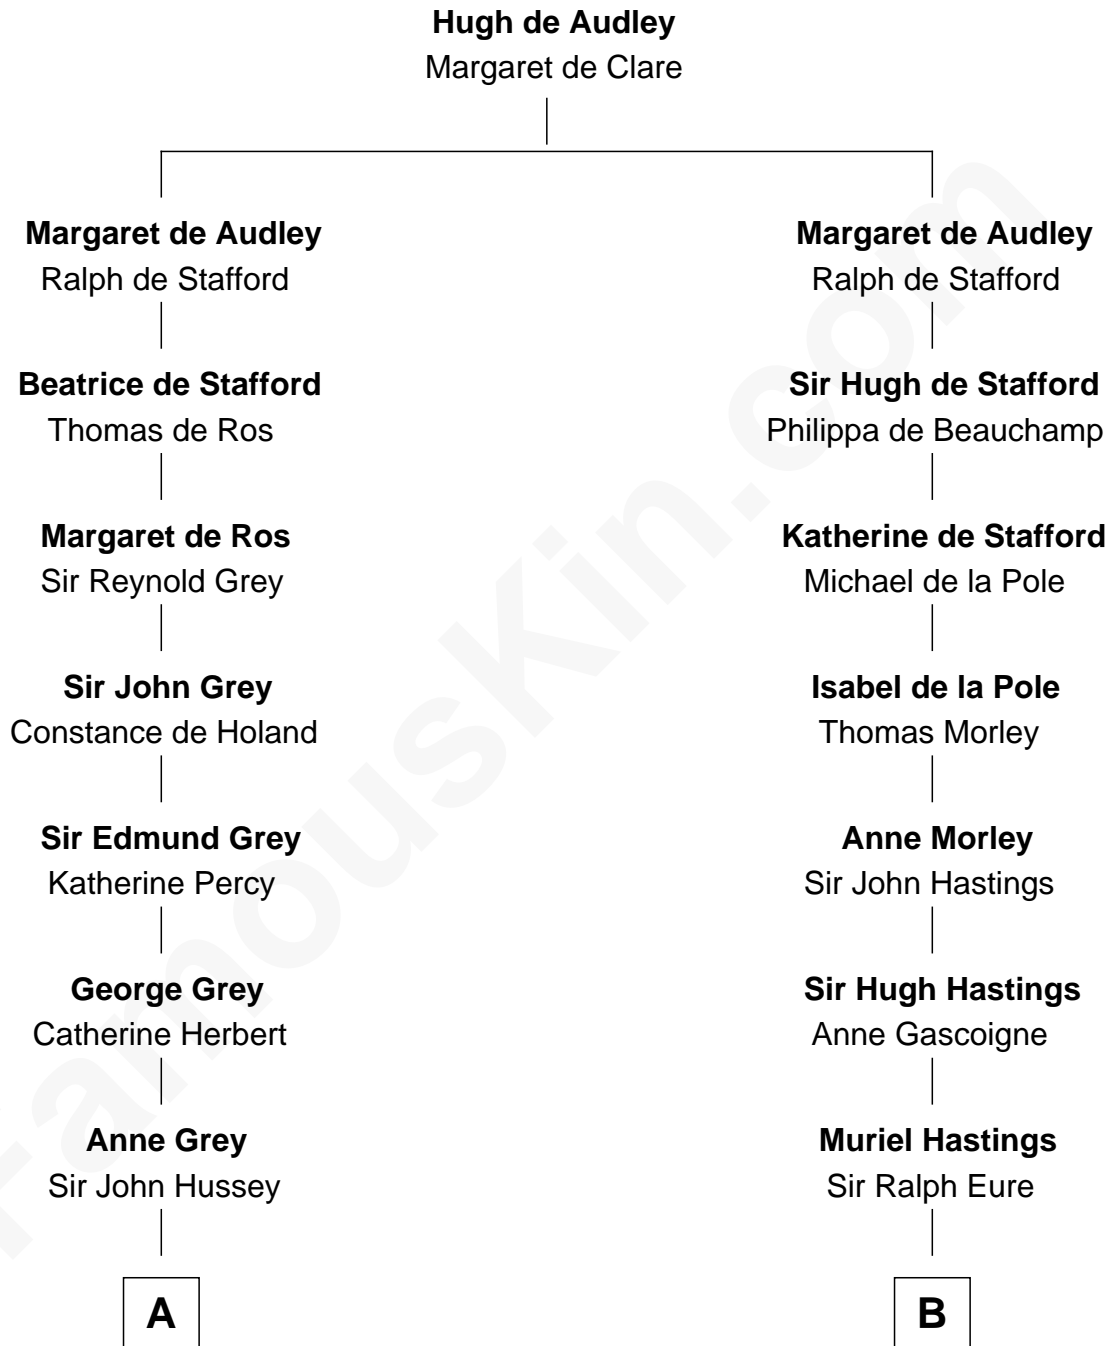 Hugh de Audley
Margaret de Clare
Margaret de Audley
Ralph de Stafford
Margaret de Audley
Ralph de Stafford
Beatrice de Stafford
Thomas de Ros
Sir Hugh de Stafford
Philippa de Beauchamp
Margaret de Ros
Sir Reynold Grey
Katherine de Stafford
Michael de la Pole
Sir John Grey
Constance de Holand
Isabel de la Pole
Thomas Morley
Sir Edmund Grey
Katherine Percy
Anne Morley
Sir John Hastings
George Grey
Catherine Herbert
Sir Hugh Hastings
Anne Gascoigne
Anne Grey
Sir John Hussey
Muriel Hastings
Sir Ralph Eure
A
B
FamousKin.com